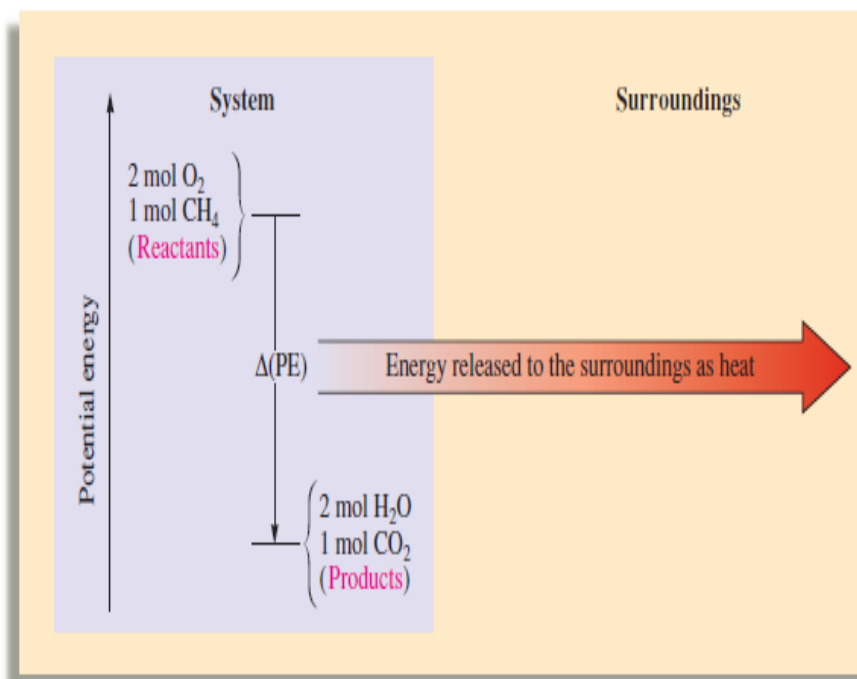 System
Surroundings
2 mol O₂
1 mol CH₄
(Reactants)
Potential energy
Δ(PE)
Energy released to the surroundings as heat
2 mol H₂O
1 mol CO₂
(Products)